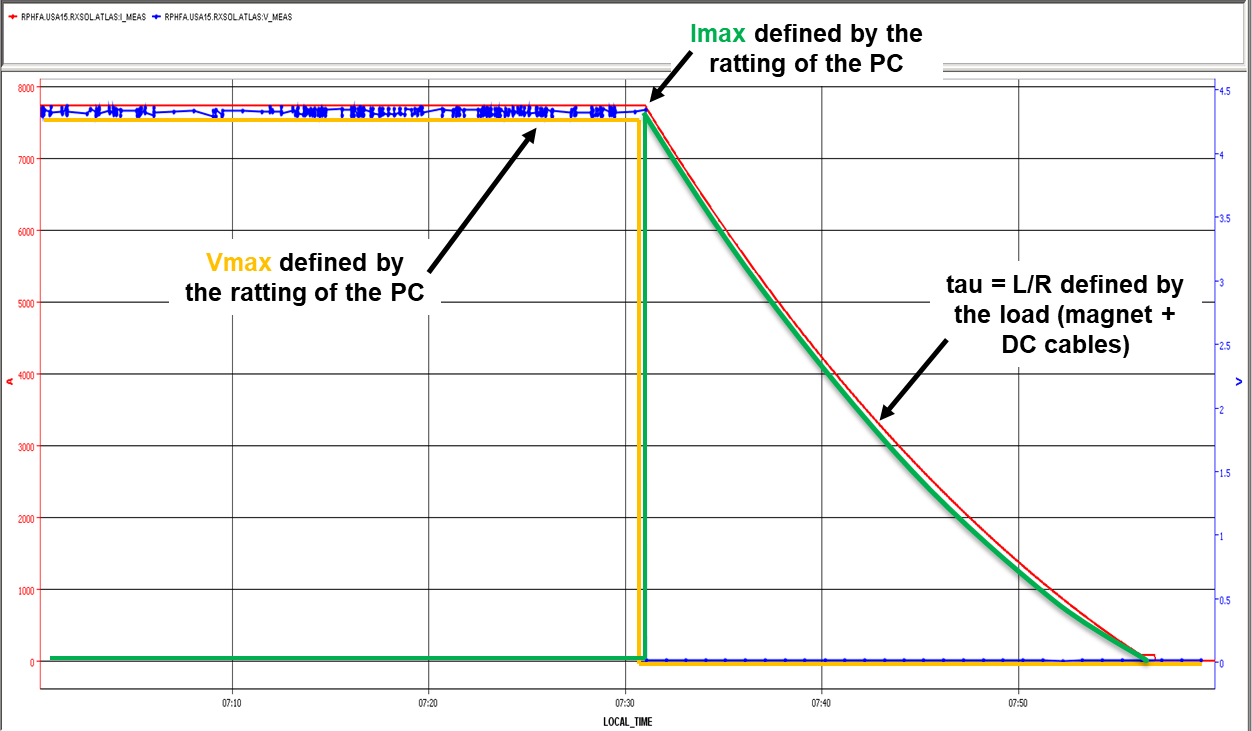 RPHFA.USA15.RXSOL.ATLAS:I_MEAS RPHFA.USA15.RXSOL.ATLAS:V_MEAS
Imax defined by the
ratting of the PC
8000
4.5
7000
4
6000
3.5
Vmax defined by
the ratting of the PC
tau = L/R defined by
the load (magnet +
DC cables)
5000
3
2.5
4000
A
V
2
3000
1.5
2000
1
1000
0.5
0
0
07:10 07:20 07:30 07:40 07:50
LOCAL_TIME